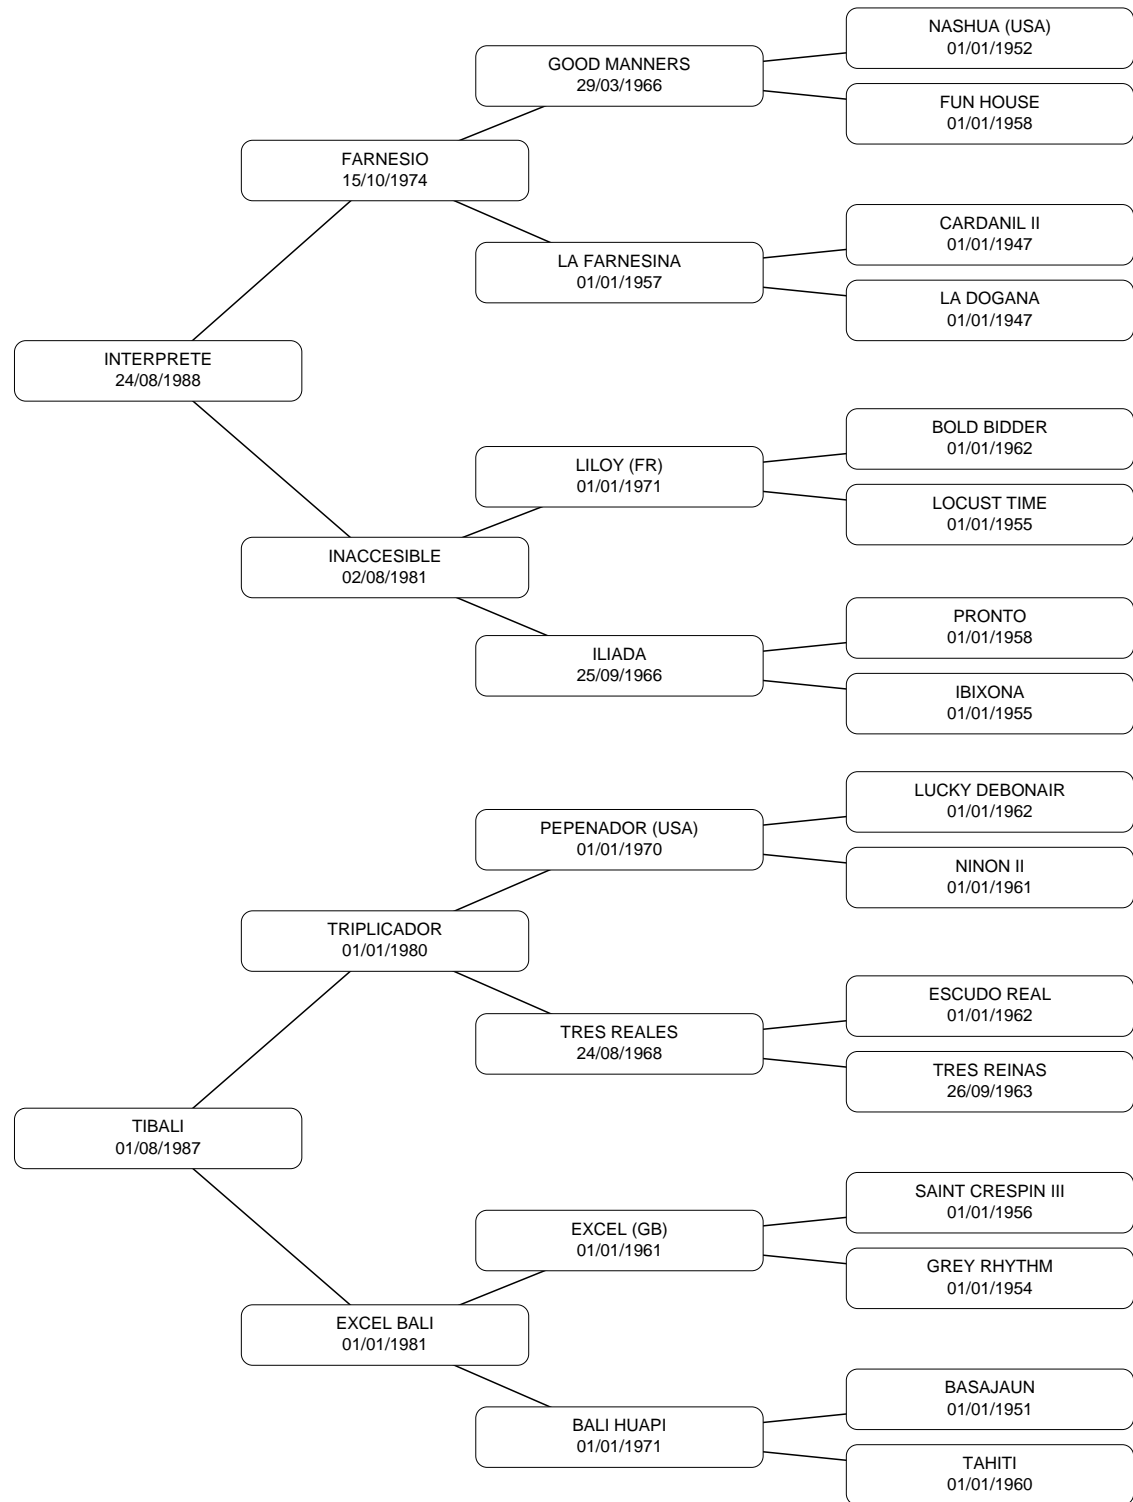 NASHUA (USA)
01/01/1952
GOOD MANNERS
29/03/1966
FUN HOUSE
01/01/1958
FARNESIO
15/10/1974
CARDANIL II
01/01/1947
LA FARNESINA
01/01/1957
LA DOGANA
01/01/1947
INTERPRETE
24/08/1988
BOLD BIDDER
01/01/1962
LILOY (FR)
01/01/1971
LOCUST TIME
01/01/1955
INACCESIBLE
02/08/1981
PRONTO
01/01/1958
ILIADA
25/09/1966
IBIXONA
01/01/1955
LUCKY DEBONAIR
01/01/1962
PEPENADOR (USA)
01/01/1970
NINON II
01/01/1961
TRIPLICADOR
01/01/1980
ESCUDO REAL
01/01/1962
TRES REALES
24/08/1968
TRES REINAS
26/09/1963
TIBALI
01/08/1987
SAINT CRESPIN III
01/01/1956
EXCEL (GB)
01/01/1961
GREY RHYTHM
01/01/1954
EXCEL BALI
01/01/1981
BASAJAUN
01/01/1951
BALI HUAPI
01/01/1971
TAHITI
01/01/1960